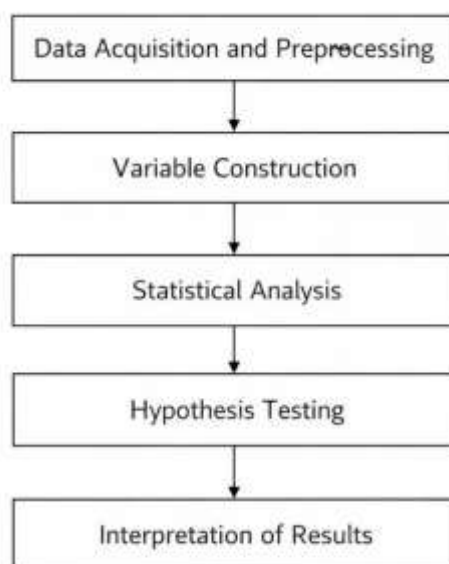 Data Acquisition and Preprocessing
Variable Construction
Statistical Analysis
Hypothesis Testing
Interpretation of Results